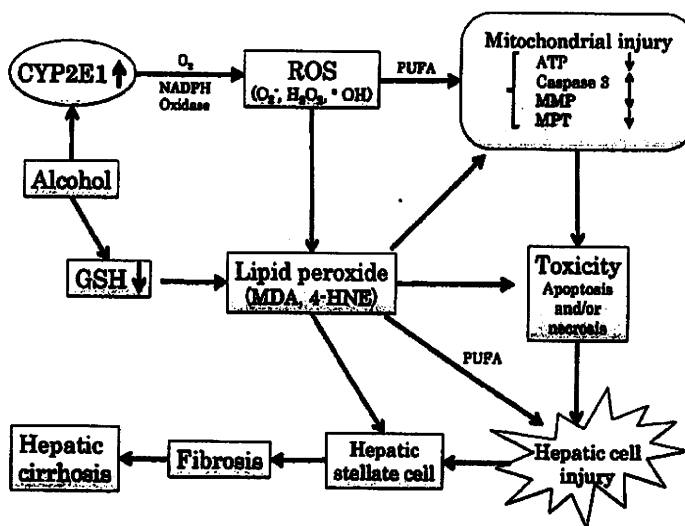 CYP2E1
O₂
NADPH
Oxidase
ROS
(O₂⁻, H₂O₂, •OH)
PUFA
Mitochondrial injury
ATP ↓
Caspase 3 ↑
MMP
MPT ↓
Alcohol
GSH ↓
Lipid peroxide
(MDA, 4-HNE)
Toxicity
Apoptosis
and/or
necrosis
PUFA
Hepatic
cirrhosis
Fibrosis
Hepatic
stellate cell
Hepatic cell
injury